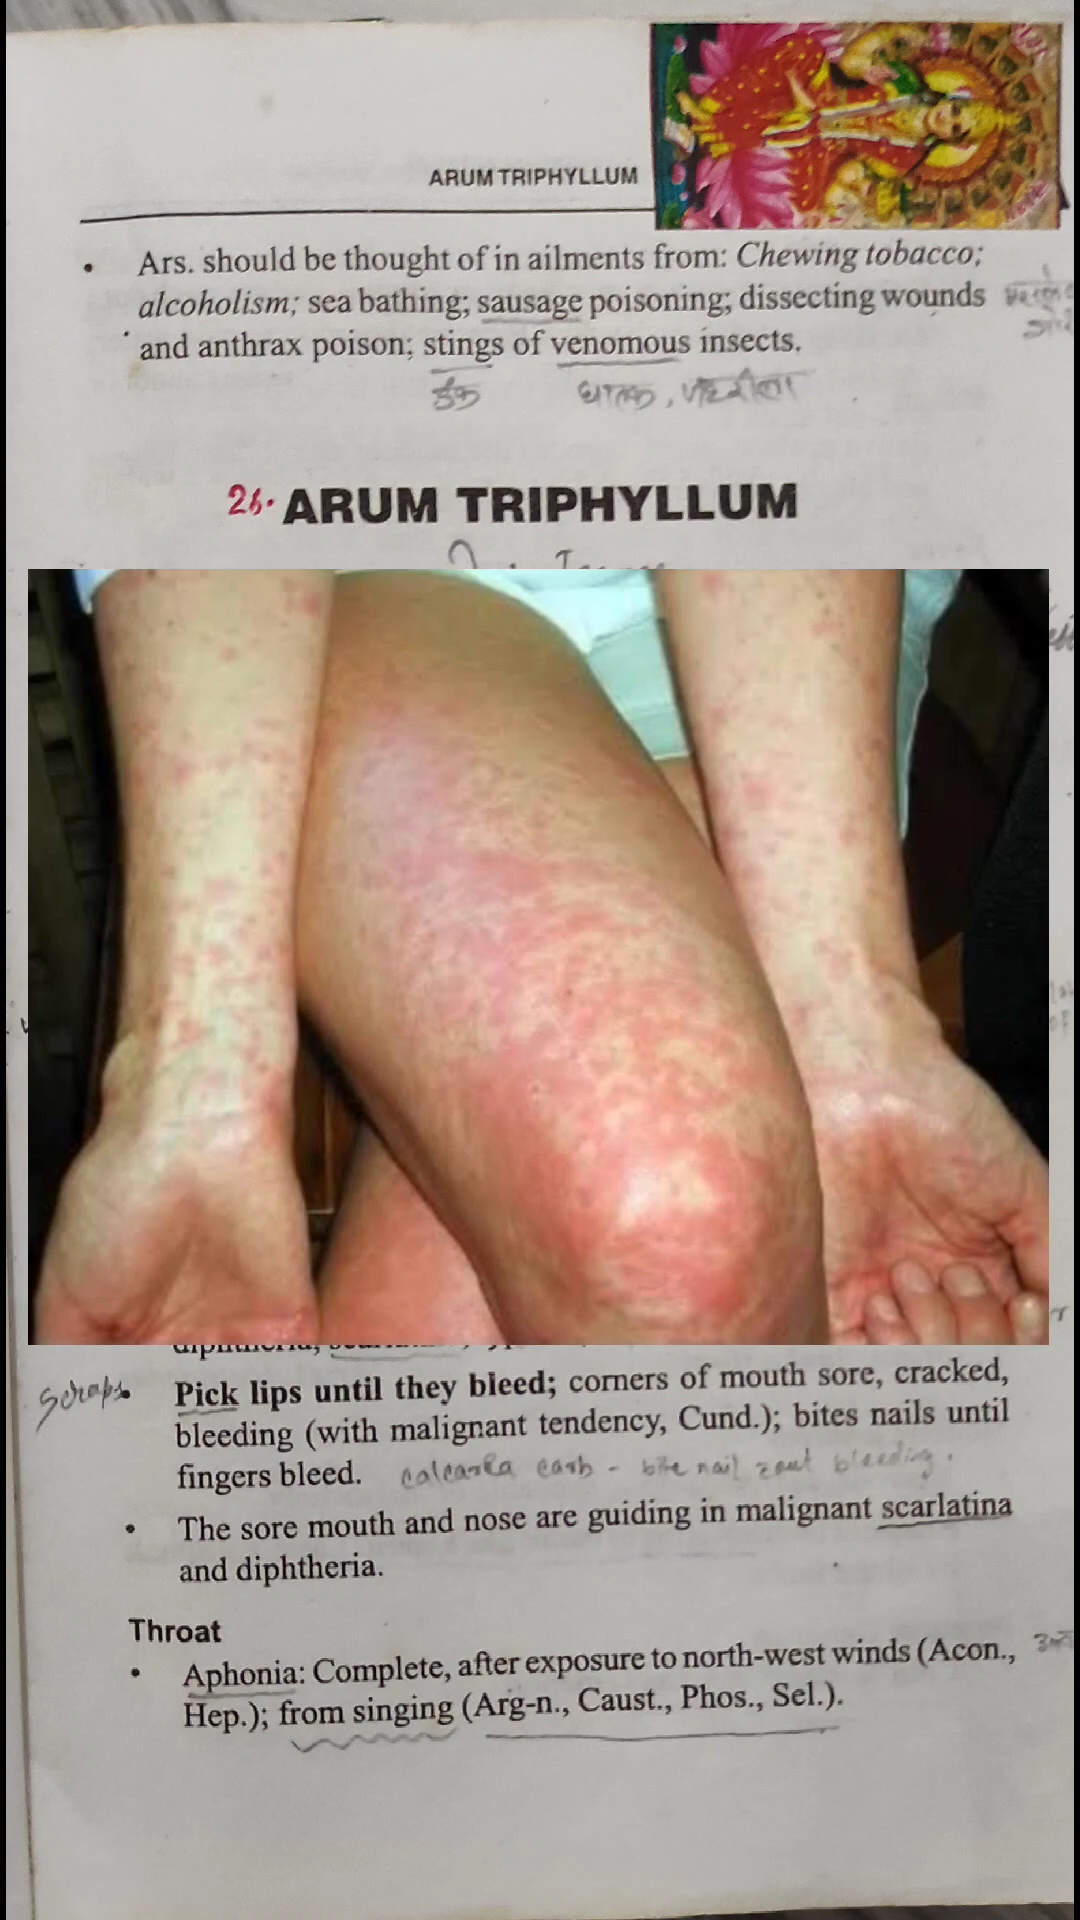 ARUM TRIPHYLLUM
• Ars. should be thought of in ailments from: Chewing tobacco;
alcoholism; sea bathing; sausage poisoning; dissecting wounds
and anthrax poison; stings of venomous insects.
डंक घातक, जहरीला
26. ARUM TRIPHYLLUM
Scraps
• Pick lips until they bleed; corners of mouth sore, cracked,
bleeding (with malignant tendency, Cund.); bites nails until
fingers bleed. calcarea carb - bite nail bleeding.
• The sore mouth and nose are guiding in malignant scarlatina
and diphtheria.
Throat
• Aphonia: Complete, after exposure to north-west winds (Acon.,
Hep.); from singing (Arg-n., Caust., Phos., Sel.).